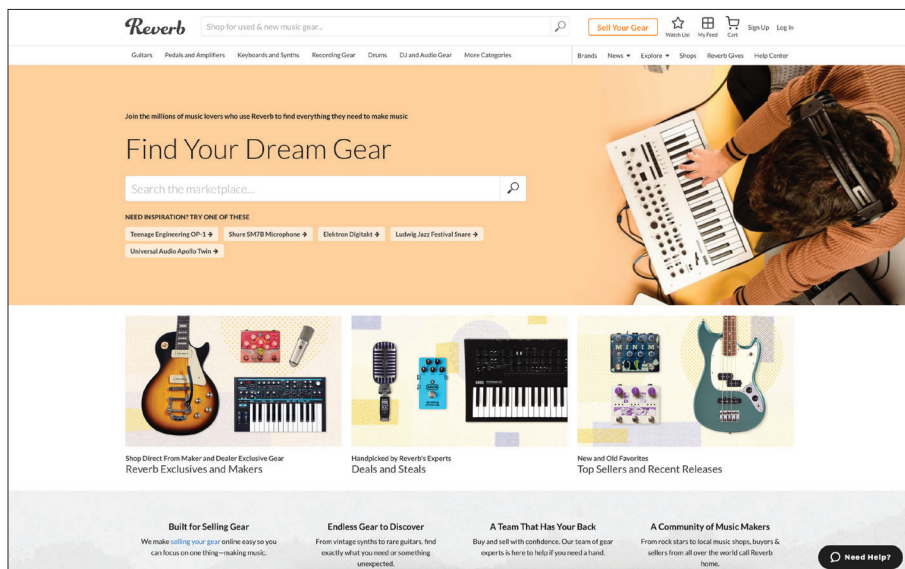 Reverb
Shop for used & new music gear...
Sell Your Gear
Watch List
My Feed
Cart
Sign Up
Log In
Guitars
Pedals and Amplifiers
Keyboards and Synths
Recording Gear
Drums
DJ and Audio Gear
More Categories
Brands
News
Explore
Shops
Reverb Gives
Help Center
Join the millions of music lovers who use Reverb to find everything they need to make music
Find Your Dream Gear
Search the marketplace...
NEED INSPIRATION? TRY ONE OF THESE
Teenage Engineering OP-1 →
Shure SM7B Microphone →
Elektron Digitakt →
Ludwig Jazz Festival Snare →
Universal Audio Apollo Twin →
MINIM
Shop Direct From Maker and Dealer Exclusive Gear
Reverb Exclusives and Makers
Handpicked by Reverb's Experts
Deals and Steals
New and Old Favorites
Top Sellers and Recent Releases
Built for Selling Gear
We make selling your gear online easy so you
can focus on one thing—making music.
Endless Gear to Discover
From vintage synths to rare guitars, find
exactly what you need or something
unexpected.
A Team That Has Your Back
Buy and sell with confidence. Our team of gear
experts is here to help if you need a hand.
A Community of Music Makers
From rock stars to local music shops, buyers &
sellers from all over the world call Reverb
home.
Need Help?